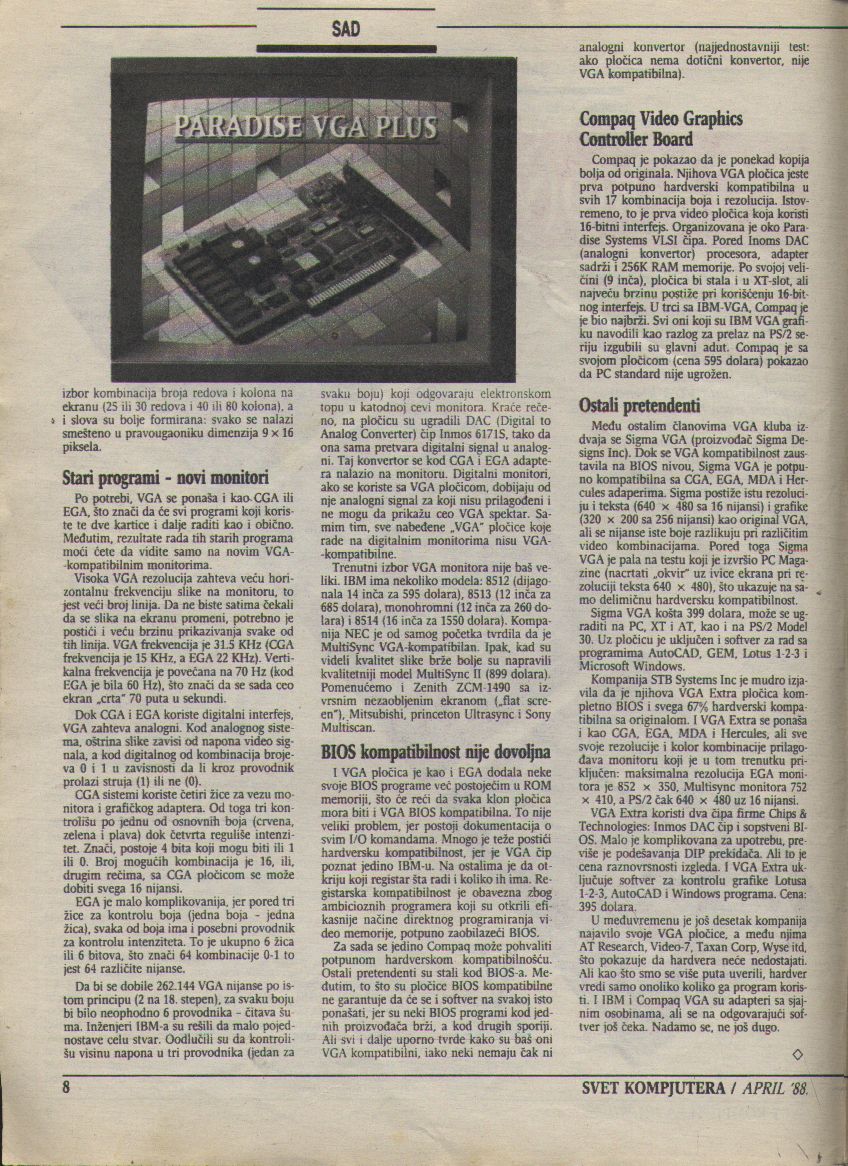 SAD
PARADISE VGA PLUS
izbor kombinacija broja redova i kolona na
ekranu (25 ili 30 redova i 40 ili 80 kolona), a
i slova su bolje formirana: svako se nalazi
smešteno u pravougaoniku dimenzija 9 × 16
piksela.
Stari programi – novi monitori
Po potrebi, VGA se ponaša i kao CGA ili
EGA, što znači da će svi programi koji koris-
te te dve kartice i dalje raditi kao i obično.
Međutim, rezultate rada tih starih programa
moći ćete da vidite samo na novim VGA-
-kompatibilnim monitorima.
Visoka VGA rezolucija zahteva veću hori-
zontalnu frekvenciju slike na monitoru, to
jest veći broj linija. Da ne biste satima čekali
da se slika na ekranu promeni, potrebno je
postići i veću brzinu prikazivanja svake od
tih linija. VGA frekvencija je 31.5 KHz (CGA
frekvencija je 15 KHz, a EGA 22 KHz). Verti-
kalna frekvencija je povećana na 70 Hz (kod
EGA je bila 60 Hz), što znači da se sada ceo
ekran „crta" 70 puta u sekundi.
Dok CGA i EGA koriste digitalni interfejs,
VGA zahteva analogni. Kod analognog siste-
ma, oštrina slike zavisi od napona video sig-
nala, a kod digitalnog od kombinacija broje-
va 0 i 1 u zavisnosti da li kroz provodnik
prolazi struja (1) ili ne (0).
CGA sistemi koriste četiri žice za vezu mo-
nitora i grafičkog adaptera. Od toga tri kon-
trolišu po jednu od osnovnih boja (crvena,
zelena i plava) dok četvrta reguliše intenzi-
tet. Znači, postoje 4 bita koji mogu biti ili 1
ili 0. Broj mogućih kombinacija je 16, ili,
drugim rečima, sa CGA pločicom se može
dobiti svega 16 nijansi.
EGA je malo komplikovanija, jer pored tri
žice za kontrolu boja (jedna boja – jedna
žica), svaka od boja ima i posebni provodnik
za kontrolu intenziteta. To je ukupno 6 žica
ili 6 bitova, što znači 64 kombinacije 0-1 to
jest 64 različite nijanse.
Da bi se dobile 262.144 VGA nijanse po is-
tom principu (2 na 18. stepen), za svaku boju
bi bilo neophodno 6 provodnika – čitava šu-
ma. Inženjeri IBM-a su rešili da malo pojed-
nostave celu stvar. Oodlučili su da kontroli-
šu visinu napona u tri provodnika (jedan za
svaku boju) koji odgovaraju elektronskom
topu u katodnoj cevi monitora. Kraće reče-
no, na pločicu su ugradili DAC (Digital to
Analog Converter) čip Inmos 6171S, tako da
ona sama pretvara digitalni signal u analog-
ni. Taj konvertor se kod CGA i EGA adapte-
ra nalazio na monitoru. Digitalni monitori,
ako se koriste sa VGA pločicom, dobijaju od
nje analogni signal za koji nisu prilagođeni i
ne mogu da prikažu ceo VGA spektar. Sa-
mim tim, sve nabeđene „VGA" pločice koje
rade na digitalnim monitorima nisu VGA-
-kompatibilne.
Trenutni izbor VGA monitora nije baš ve-
liki. IBM ima nekoliko modela: 8512 (dijago-
nala 14 inča za 595 dolara), 8513 (12 inča za
685 dolara), monohromni (12 inča za 260 do-
lara) i 8514 (16 inča za 1550 dolara). Kompa-
nija NEC je od samog početka tvrdila da je
MultiSync VGA-kompatibilan. Ipak, kad su
videli kvalitet slike brže bolje su napravili
kvalitetniji model MultiSync II (899 dolara).
Pomenućemo i Zenith ZCM-1490 sa iz-
vrsnim nezaobljenim ekranom („flat scre-
en"), Mitsubishi, princeton Ultrasync i Sony
Multiscan.
BIOS kompatibilnost nije dovoljna
I VGA pločica je kao i EGA dodala neke
svoje BIOS programe već postojećim u ROM
memoriji, što će reći da svaka klon pločica
mora biti i VGA BIOS kompatibilna. To nije
veliki problem, jer postoji dokumentacija o
svim I/O komandama. Mnogo je teže postići
hardversku kompatibilnost, jer je VGA čip
poznat jedino IBM-u. Na ostalima je da ot-
kriju koji registar šta radi i koliko ih ima. Re-
gistarska kompatibilnost je obavezna zbog
ambicioznih programera koji su otkrili efi-
kasnije načine direktnog programiranja vi-
deo memorije, potpuno zaobilazeći BIOS.
Za sada se jedino Compaq može pohvaliti
potpunom hardverskom kompatibilnošću.
Ostali pretendenti su stali kod BIOS-a. Me-
đutim, to što su pločice BIOS kompatibilne
ne garantuje da će se i softver na svakoj isto
ponašati, jer su neki BIOS programi kod jed-
nih proizvođača brži, a kod drugih sporiji.
Ali svi i dalje uporno tvrde kako su baš oni
VGA kompatibilni, iako neki nemaju čak ni
analogni konvertor (najjednostavniji test:
ako pločica nema dotični konvertor, nije
VGA kompatibilna).
Compaq Video Graphics
Controller Board
Compaq je pokazao da je ponekad kopija
bolja od originala. Njihova VGA pločica jeste
prva potpuno hardverski kompatibilna u
svih 17 kombinacija boja i rezolucija. Istov-
remeno, to je prva video pločica koja koristi
16-bitni interfejs. Organizovana je oko Para-
dise Systems VLSI čipa. Pored Inoms DAC
(analogni konvertor) procesora, adapter
sadrži i 256K RAM memorije. Po svojoj veli-
čini (9 inča), pločica bi stala i u XT-slot, ali
najveću brzinu postiže pri korišćenju 16-bit-
nog interfejs. U trci sa IBM-VGA, Compaq je
je bio najbrži. Svi oni koji su IBM VGA grafi-
ku navodili kao razlog za prelaz na PS/2 se-
riju izgubili su glavni adut. Compaq je sa
svojom pločicom (cena 595 dolara) pokazao
da PC standard nije ugrožen.
Ostali pretendenti
Među ostalim članovima VGA kluba iz-
dvaja se Sigma VGA (proizvođač Sigma De-
signs Inc). Dok se VGA kompatibilnost zaus-
tavila na BIOS nivou, Sigma VGA je potpu-
no kompatibilna sa CGA, EGA, MDA i Her-
cules adaperima. Sigma postiže istu rezoluci-
ju i teksta (640 × 480 sa 16 nijansi) i grafike
(320 × 200 sa 256 nijansi) kao original VGA,
ali se nijanse iste boje razlikuju pri različitim
video kombinacijama. Pored toga Sigma
VGA je pala na testu koji je izvršio PC Maga-
zine (nacrtati „okvir" uz ivice ekrana pri re-
zoluciji teksta 640 × 480), što ukazuje na sa-
mo delimičnu hardversku kompatibilnost.
Sigma VGA košta 399 dolara, može se ug-
raditi na PC, XT i AT, kao i na PS/2 Model
30. Uz pločicu je uključen i softver za rad sa
programima AutoCAD, GEM, Lotus 1-2-3 i
Microsoft Windows.
Kompanija STB Systems Inc je mudro izja-
vila da je njihova VGA Extra pločica kom-
pletno BIOS i svega 67% hardverski kompa-
tibilna sa originalom. I VGA Extra se ponaša
i kao CGA, EGA, MDA i Hercules, ali sve
svoje rezolucije i kolor kombinacije prilago-
đava monitoru koji je u tom trenutku pri-
ključen: maksimalna rezolucija EGA moni-
tora je 852 × 350, Multisync monitora 752
× 410, a PS/2 čak 640 × 480 uz 16 nijansi.
VGA Extra koristi dva čipa firme Chips &
Technologies: Inmos DAC čip i sopstveni BI-
OS. Malo je komplikovana za upotrebu, pre-
više je podešavanja DIP prekidača. Ali to je
cena raznovrsnosti izgleda. I VGA Extra uk-
ljučuje softver za kontrolu grafike Lotusa
1-2-3, AutoCAD i Windows programa. Cena:
395 dolara.
U međuvremenu je još desetak kompanija
najavilo svoje VGA pločice, a među njima
AT Research, Video-7, Taxan Corp, Wyse itd,
što pokazuje da hardvera neće nedostajati.
Ali kao što smo se više puta uverili, hardver
vredi samo onoliko koliko ga program koris-
ti. I IBM i Compaq VGA su adapteri sa sjaj-
nim osobinama, ali se na odgovarajući sof-
tver još čeka. Nadamo se, ne još dugo.
8
SVET KOMPJUTERA / APRIL '88.